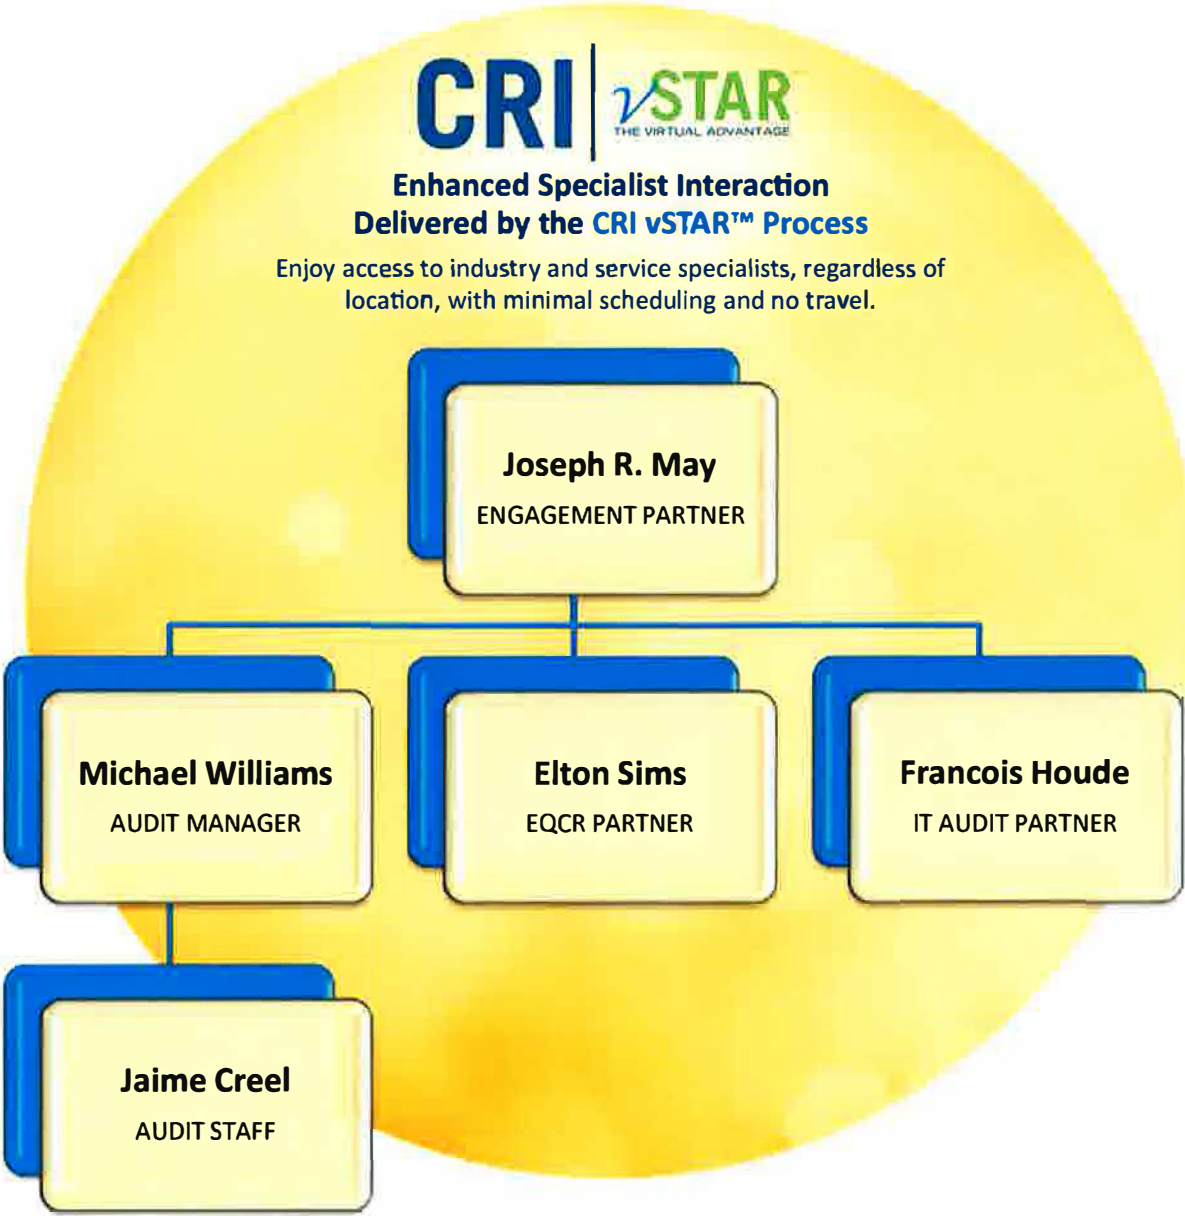 CRI
vSTAR
THE VIRTUAL ADVANTAGE
Enhanced Specialist Interaction
Delivered by the CRI vSTAR™ Process
Enjoy access to industry and service specialists, regardless of
location, with minimal scheduling and no travel.
Joseph R. May
ENGAGEMENT PARTNER
Michael Williams
AUDIT MANAGER
Elton Sims
EQCR PARTNER
Francois Houde
IT AUDIT PARTNER
Jaime Creel
AUDIT STAFF